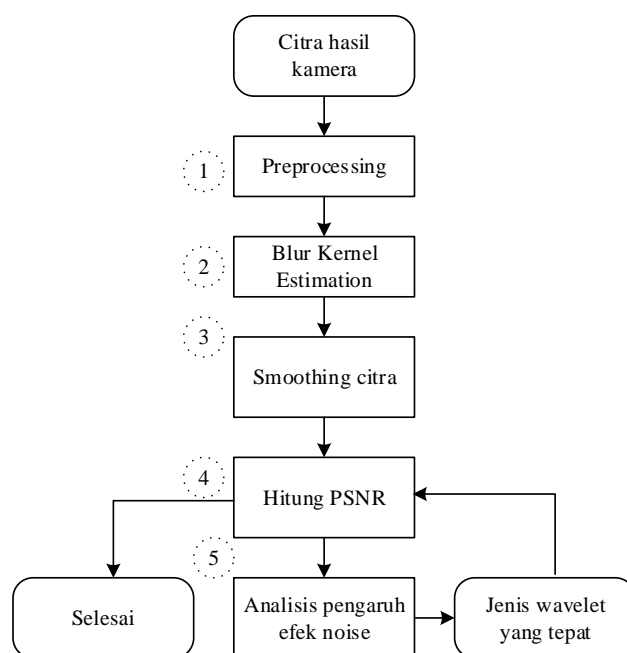 Citra hasil
kamera
1
Preprocessing
2
Blur Kernel
Estimation
3
Smoothing citra
4
Hitung PSNR
5
Selesai
Analisis pengaruh
efek noise
Jenis wavelet
yang tepat